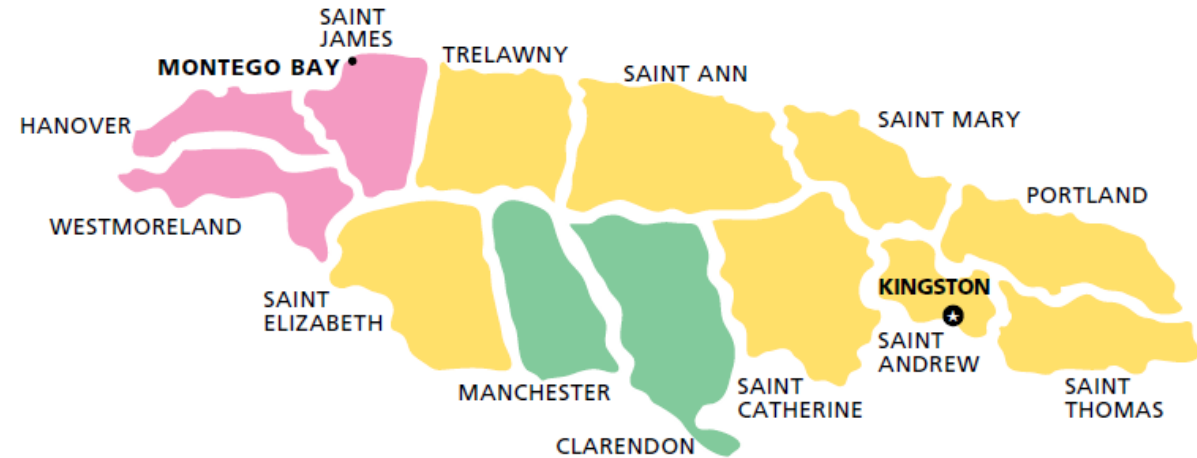 SAINT
JAMES
MONTEGO BAY
TRELAWNY
SAINT ANN
HANOVER
SAINT MARY
PORTLAND
WESTMORELAND
SAINT
ELIZABETH
KINGSTON
SAINT
ANDREW
MANCHESTER
SAINT
CATHERINE
SAINT
THOMAS
CLARENDON